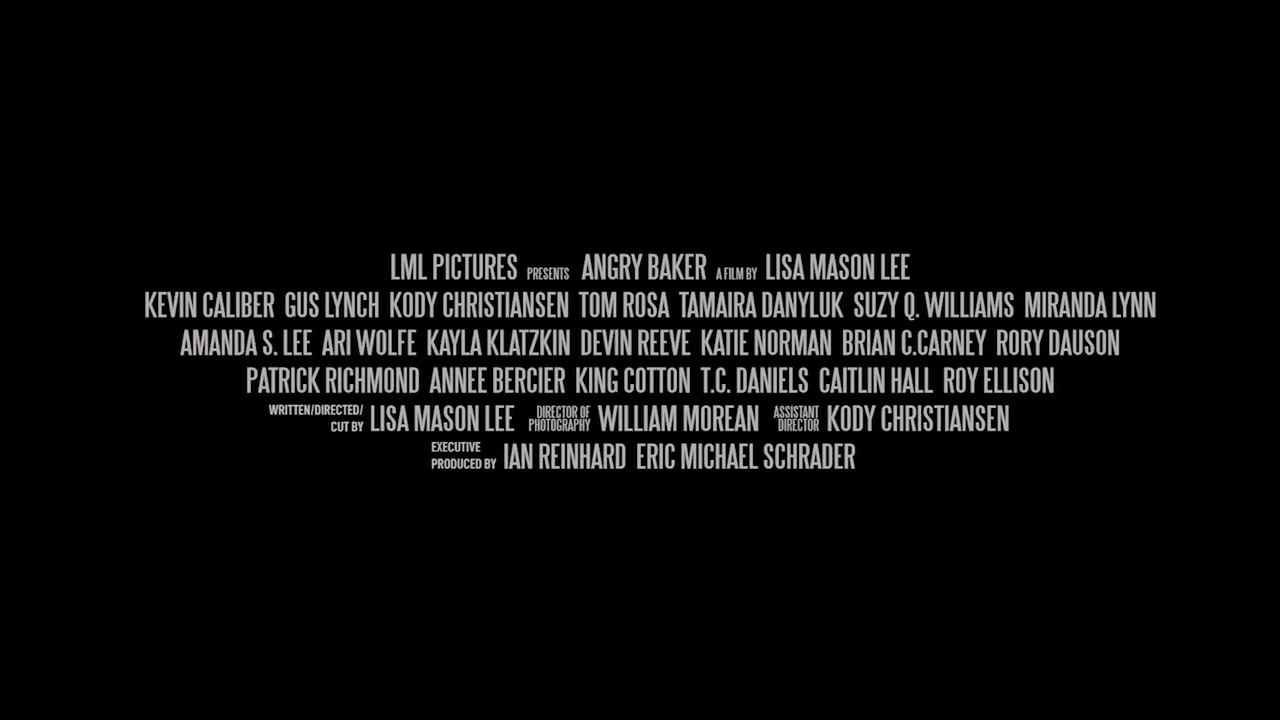 LML PICTURES PRESENTS ANGRY BAKER A FILM BY LISA MASON LEE
KEVIN CALIBER GUS LYNCH KODY CHRISTIANSEN TOM ROSA TAMAIRA DANYLUK SUZY Q. WILLIAMS MIRANDA LYNN
AMANDA S. LEE ARI WOLFE KAYLA KLATZKIN DEVIN REEVE KATIE NORMAN BRIAN C.CARNEY RORY DAUSON
PATRICK RICHMOND ANNEE BERCIER KING COTTON T.C. DANIELS CAITLIN HALL ROY ELLISON
WRITTEN/DIRECTED/ CUT BY LISA MASON LEE DIRECTOR OF PHOTOGRAPHY WILLIAM MOREAN ASSISTANT DIRECTOR KODY CHRISTIANSEN
EXECUTIVE PRODUCED BY IAN REINHARD ERIC MICHAEL SCHRADER